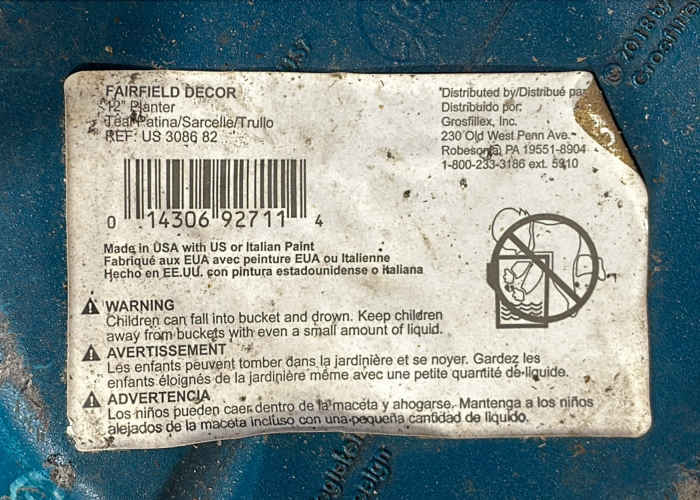 © 2018 by
Grosfille
FAIRFIELD DECOR
12" Planter
Teal Patina/Sarcelle/Trullo
REF: US 3086 82
Distributed by/Distribué par
Distribuido por:
Grosfillex, Inc.
230 Old West Penn Ave.
Robesonia, PA 19551-8904
1-800-233-3186 ext. 5910
0 14306 92711 4
Made in USA with US or Italian Paint
Fabriqué aux EUA avec peinture EUA ou Italienne
Hecho en EE.UU. con pintura estadounidense o italiana
WARNING
Children can fall into bucket and drown. Keep children
away from buckets with even a small amount of liquid.
AVERTISSEMENT
Les enfants peuvent tomber dans la jardinière et se noyer. Gardez les
enfants éloignés de la jardinière même avec une petite quantité de liquide.
ADVERTENCIA
Los niños pueden caer dentro de la maceta y ahogarse. Mantenga a los niños
alejados de la maceta incluso con una pequeña cantidad de líquido.